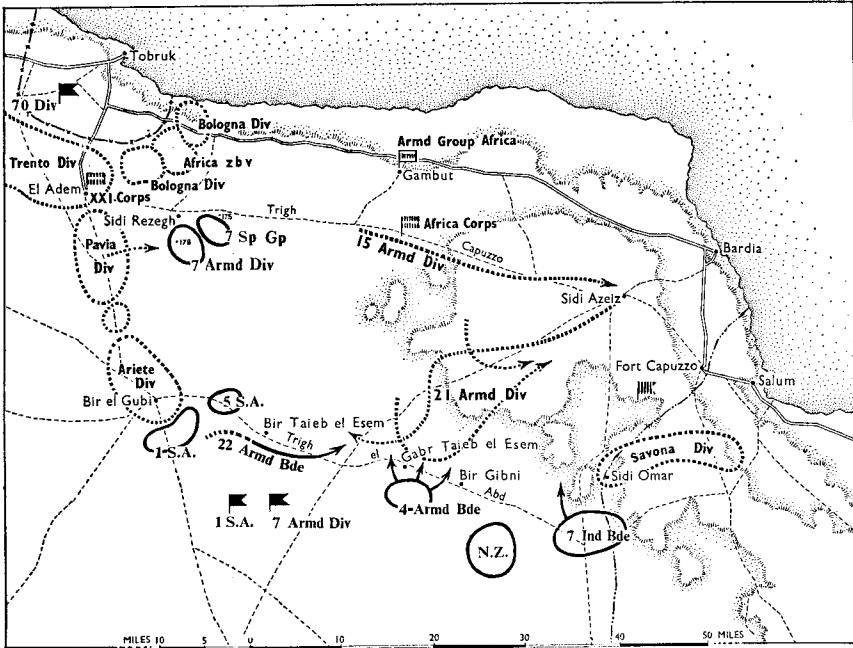 Tobruk
70 Div
Bologna Div
Trento Div
Africa zbv
Armd Group Africa
El Adem
Bologna Div
Gambut
XXI Corps
Trigh
Sidi Rezegh
175
7 Sp Gp
Africa Corps
Pavia
Div
178
7 Armd Div
15 Armd Div
Capuzzo
Bardia
Sidi Azeiz
Ariete
Div
Fort Capuzzo
Salum
Bir el Gubi
5 S.A.
21 Armd Div
Bir Taieb el Esem
1 S.A.
22 Armd Bde
Trigh
el
Gabr Taieb el Esem
Savona Div
Bir Gibni
Sidi Omar
Abd
1 S.A.
7 Armd Div
4 Armd Bde
7 Ind Bde
N.Z.
MILES 10 5 0 10 20 30 40 50 MILES